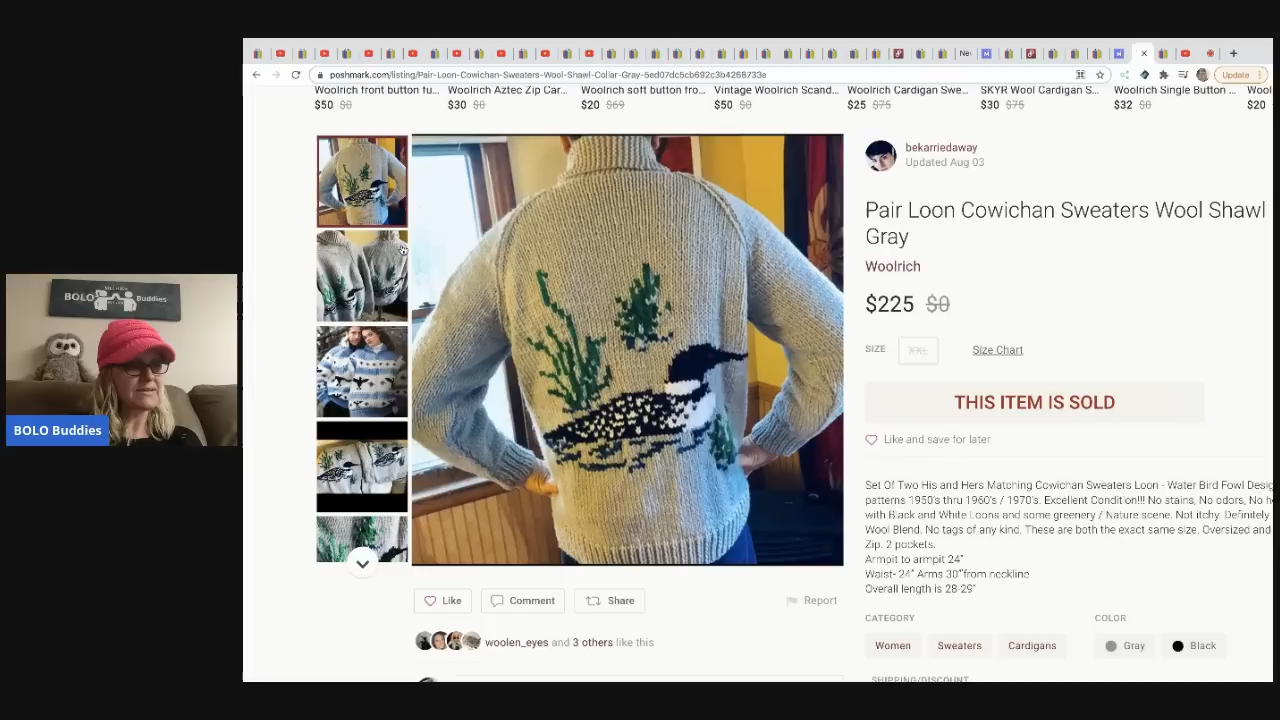 Update
poshmark.com/listing/Pair-Loon-Cowichan-Sweaters-Wool-Shawl-Collar-Gray-5ed07dc5cb692c3b4268733e
Woolrich front button fu... Woolrich Aztec Zip Car... Woolrich soft button fro... Vintage Woolrich Scand... Woolrich Cardigan Swe... SKYR Wool Cardigan S... Woolrich Single Button ... Wool
$50 $0 $30 $0 $20 $69 $50 $0 $25 $75 $30 $75 $32 $0 $20
bekarriedaway
Updated Aug 03
Pair Loon Cowichan Sweaters Wool Shawl
Gray
Woolrich
$225 $0
SIZE XXL Size Chart
THIS ITEM IS SOLD
Like and save for later
Set Of Two His and Hers Matching Cowichan Sweaters Loon - Water Bird Fowl Desig
patterns 1950's thru 1960's / 1970's. Excellent Condition!!! No stains, No odors, No h
with Black and White Loons and some greenery / Nature scene. Not itchy. Definitely
Wool Blend. No tags of any kind. These are both the exact same size. Oversized and
Zip. 2 pockets.
Armpit to armpit 24"
Waist- 24" Arms 30""from neckline
Overall length is 28-29"
CATEGORY COLOR
Women Sweaters Cardigans Gray Black
SHIPPING/DISCOUNT
Like Comment Share Report
woolen_eyes and 3 others like this
BOLO Buddies
BOLO Buddies